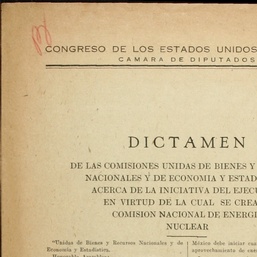 CONGRESO DE LOS ESTADOS UNIDOS
CAMARA DE DIPUTADOS
DICTAMEN
DE LAS COMISIONES UNIDAS DE BIENES Y
NACIONALES Y DE ECONOMIA Y ESTAD
ACERCA DE LA INICIATIVA DEL EJECU
EN VIRTUD DE LA CUAL SE CREA
COMISION NACIONAL DE ENERGI
NUCLEAR
"Unidas de Bienes y Recursos Nacionales y de
Economía y Estadística.
México debe iniciar cua
aprovechamiento de